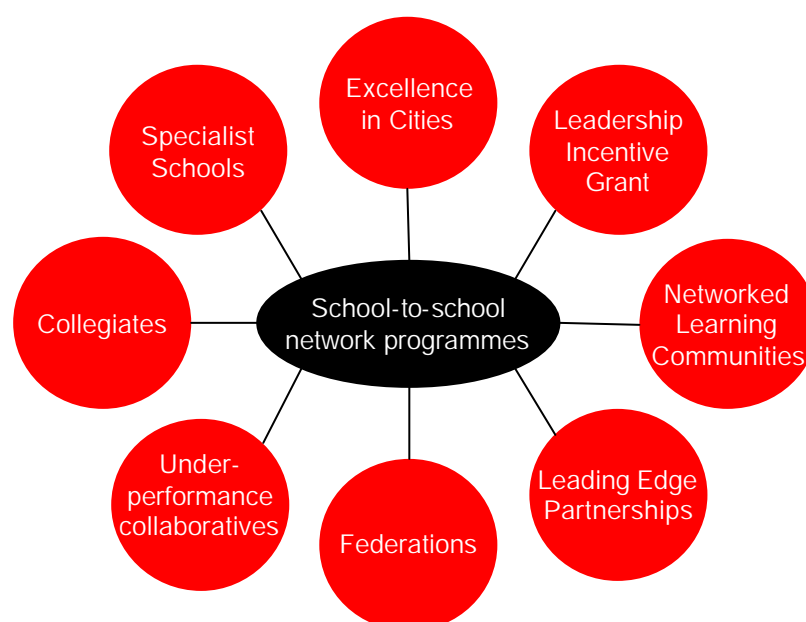 Excellence
in Cities
Leadership
Incentive
Grant
Specialist
Schools
Networked
Learning
Communities
School-to-school
network programmes
Collegiates
Under-
performance
collaboratives
Leading Edge
Partnerships
Federations